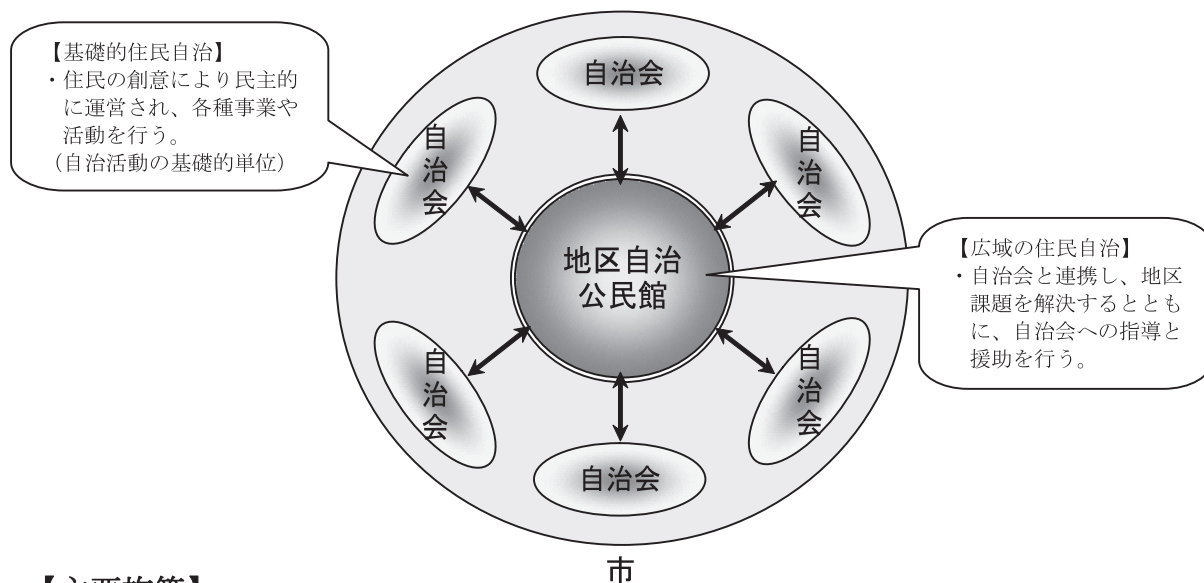 【基礎的住民自治】
・住民の創意により民主的
に運営され、各種事業や
活動を行う。
（自治活動の基礎的単位）
自治会
自治会
自治会
地区自治
公民館
【広域の住民自治】
・自治会と連携し、地区
課題を解決するととも
に、自治会への指導と
援助を行う。
自治会
自治会
自治会
市